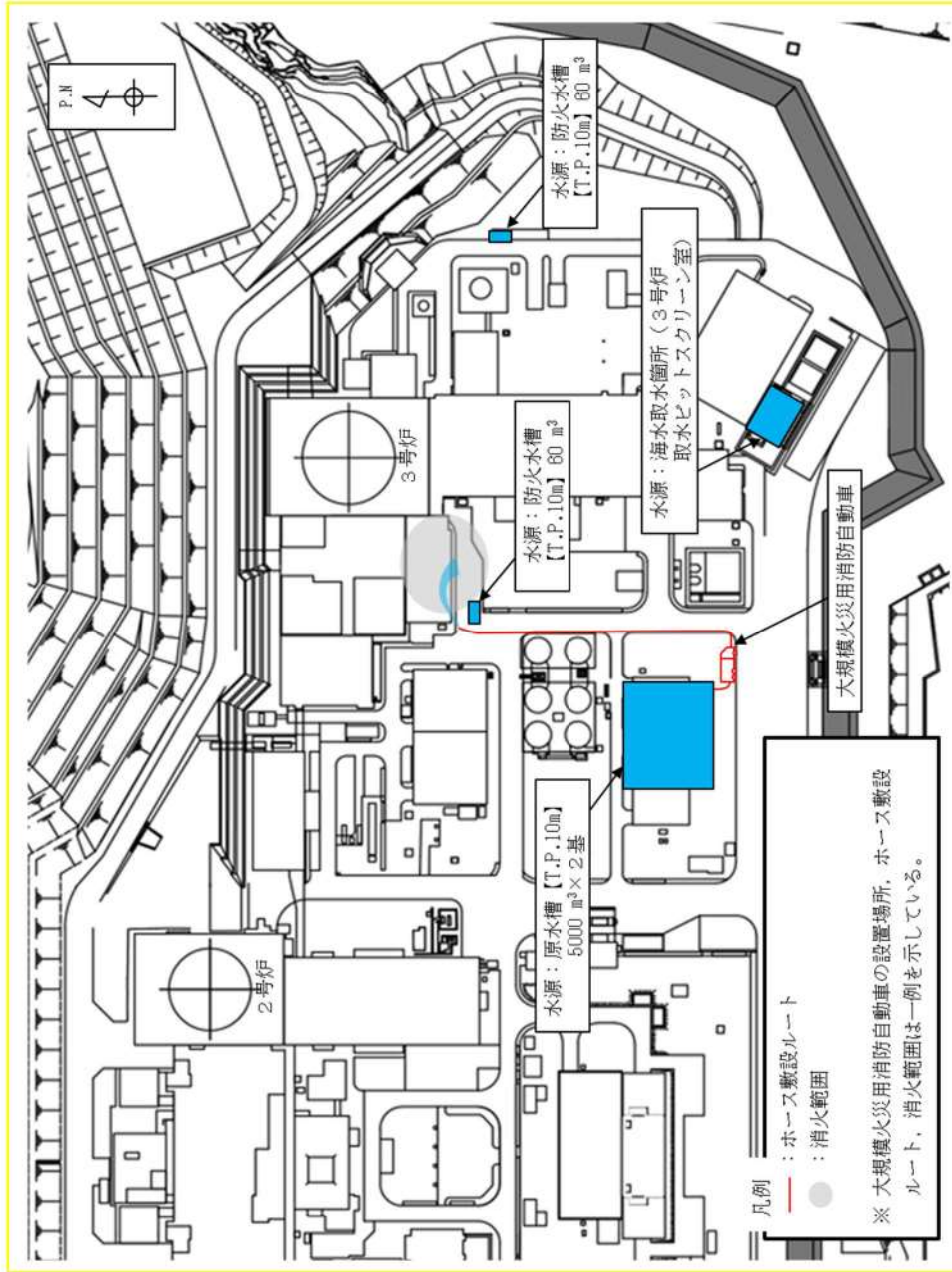 P.N
水源：防火水槽
【T.P.10m】60 m³
3号炉
2号炉
水源：防火水槽
【T.P.10m】60 m³
水源：海水取水箇所（3号炉
取水ピットスクリーン室）
水源：原水槽【T.P.10m】
5000 m³×2基
大規模火災用消防自動車
凡例
：ホース敷設ルート
：消火範囲
※ 大規模火災用消防自動車の設置場所，ホース敷設
ルート，消火範囲は一例を示している。